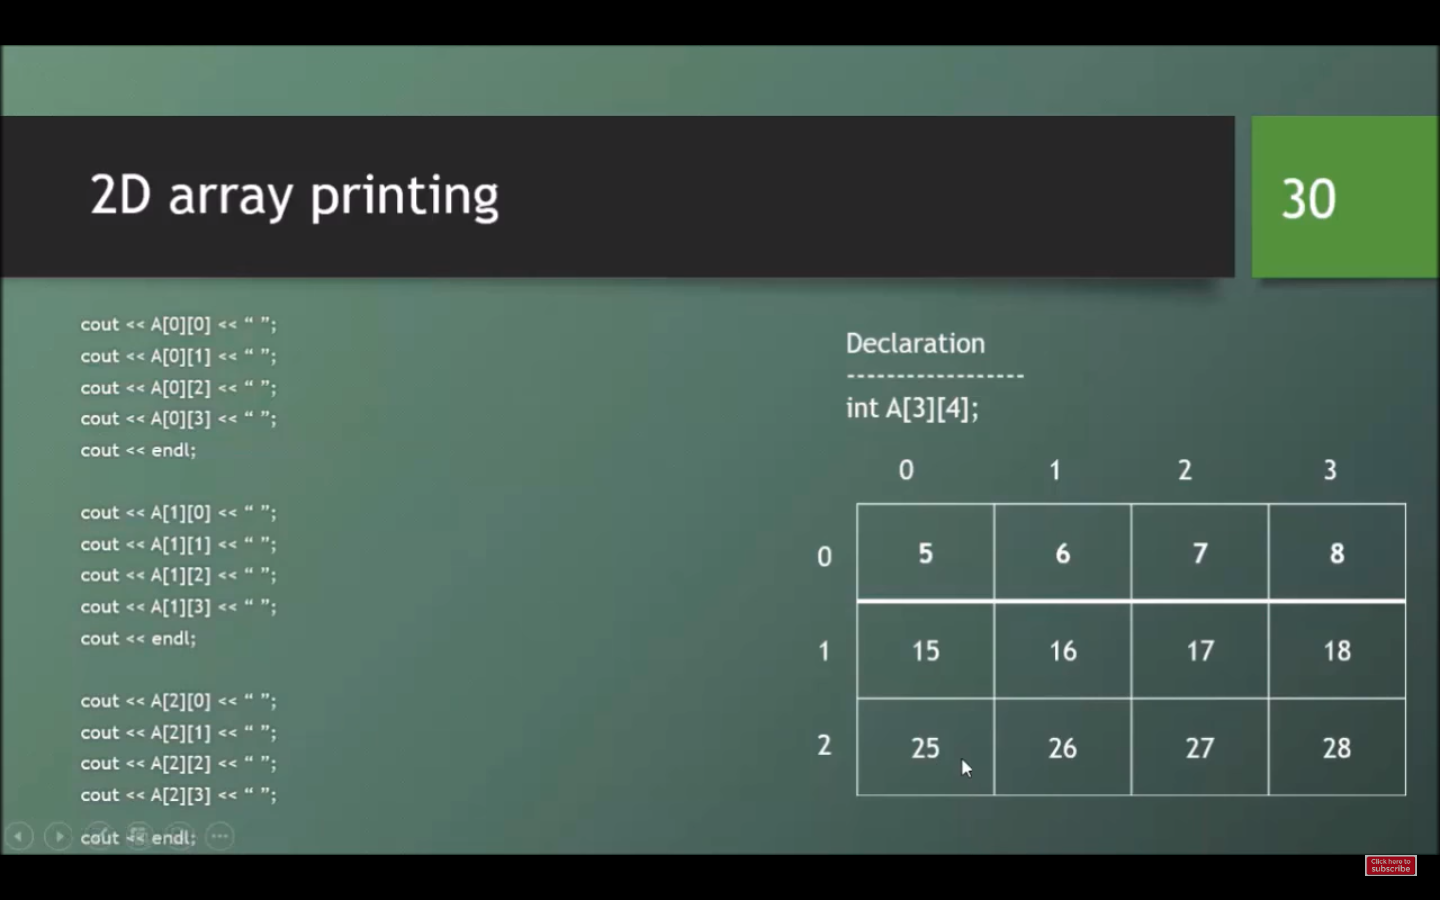 2D array printing
30
cout << A[0][0] << “ ”;
cout << A[0][1] << “ ”;
cout << A[0][2] << “ ”;
cout << A[0][3] << “ ”;
cout << endl;
cout << A[1][0] << “ ”;
cout << A[1][1] << “ ”;
cout << A[1][2] << “ ”;
cout << A[1][3] << “ ”;
cout << endl;
cout << A[2][0] << “ ”;
cout << A[2][1] << “ ”;
cout << A[2][2] << “ ”;
cout << A[2][3] << “ ”;
cout << endl;
Declaration
------------------
int A[3][4];
0 1 2 3
0 5 6 7 8
1 15 16 17 18
2 25 26 27 28
Click here to
subscribe